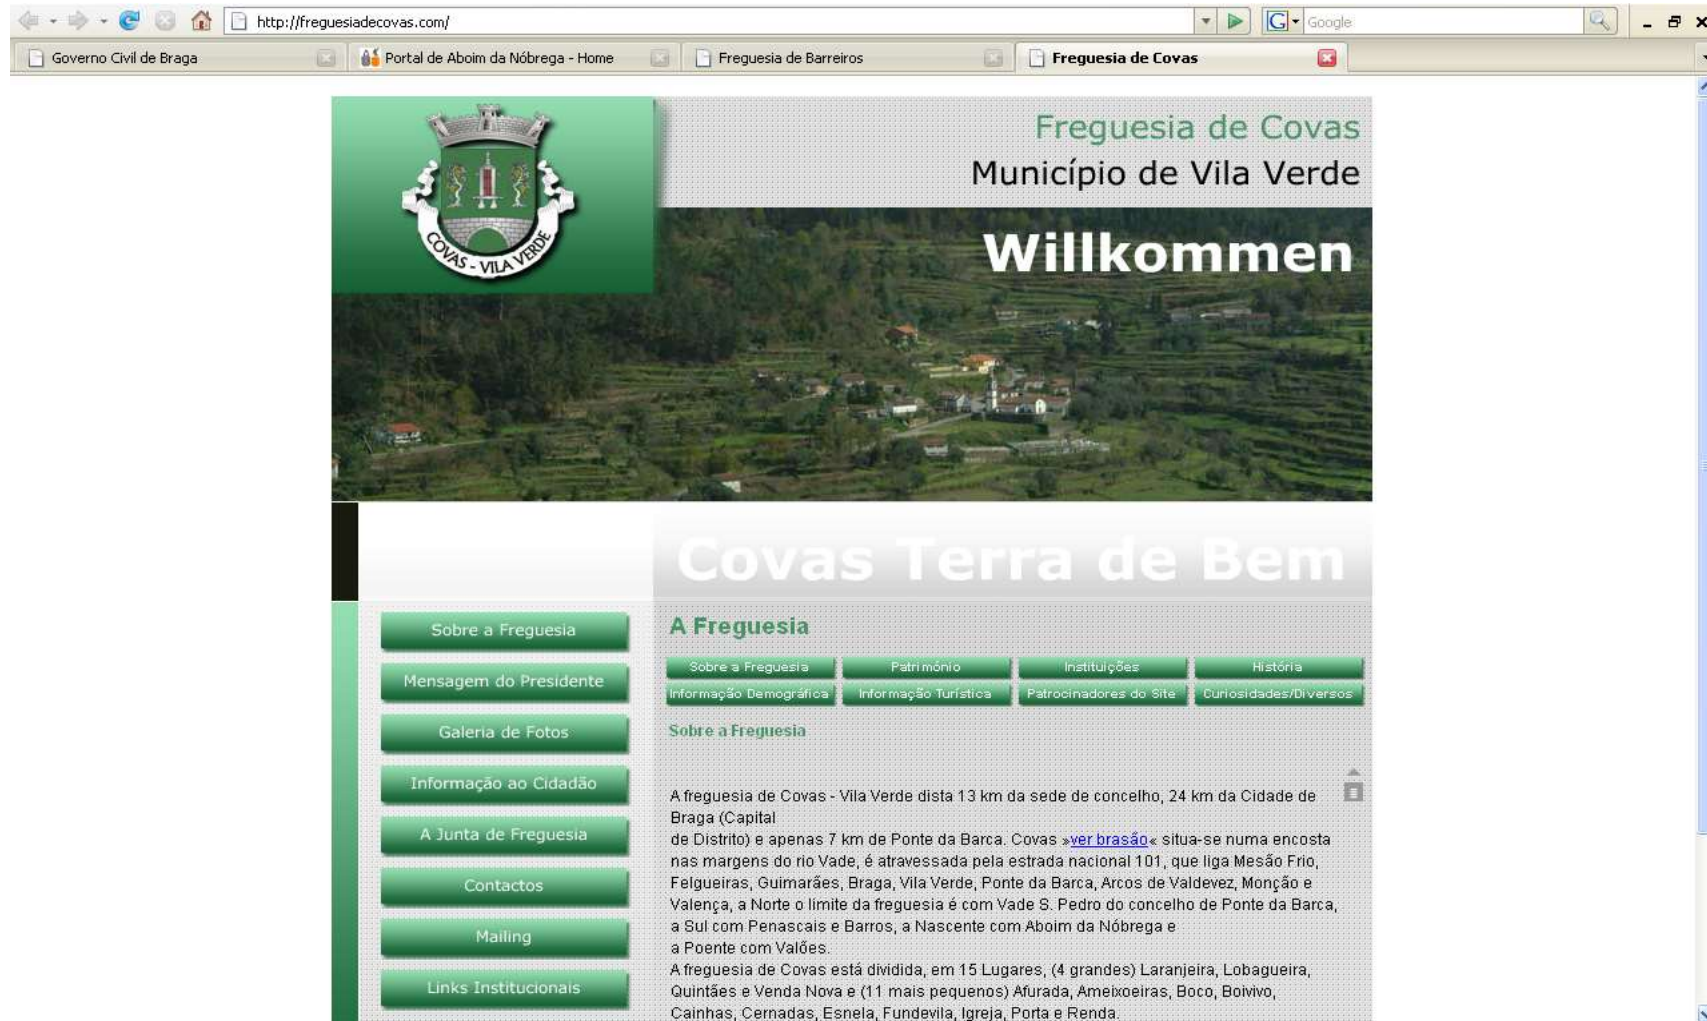 http://freguesiadecovas.com/
Google
Governo Civil de Braga
Portal de Aboim da Nóbrega - Home
Freguesia de Barreiros
Freguesia de Covas
Freguesia de Covas
Município de Vila Verde
COVAS - VILA VERDE
Willkommen
Covas Terra de Bem
Sobre a Freguesia
Mensagem do Presidente
Galeria de Fotos
Informação ao Cidadão
A Junta de Freguesia
Contactos
Mailing
Links Institucionais
A Freguesia
Sobre a Freguesia
Património
Instituições
História
Informação Demográfica
Informação Turística
Patrocinadores do Site
Curiosidades/Diversos
Sobre a Freguesia
A freguesia de Covas - Vila Verde dista 13 km da sede de concelho, 24 km da Cidade de
Braga (Capital
de Distrito) e apenas 7 km de Ponte da Barca. Covas »ver brasão« situa-se numa encosta
nas margens do rio Vade, é atravessada pela estrada nacional 101, que liga Mesão Frio,
Felgueiras, Guimarães, Braga, Vila Verde, Ponte da Barca, Arcos de Valdevez, Monção e
Valença, a Norte o limite da freguesia é com Vade S. Pedro do concelho de Ponte da Barca,
a Sul com Penascais e Barros, a Nascente com Aboim da Nóbrega e
a Poente com Valões.
A freguesia de Covas está dividida, em 15 Lugares, (4 grandes) Laranjeira, Lobagueira,
Quintães e Venda Nova e (11 mais pequenos) Afurada, Ameixoeiras, Boco, Boivivo,
Cainhas, Cernadas, Esnela, Fundevila, Igreja, Porta e Renda.